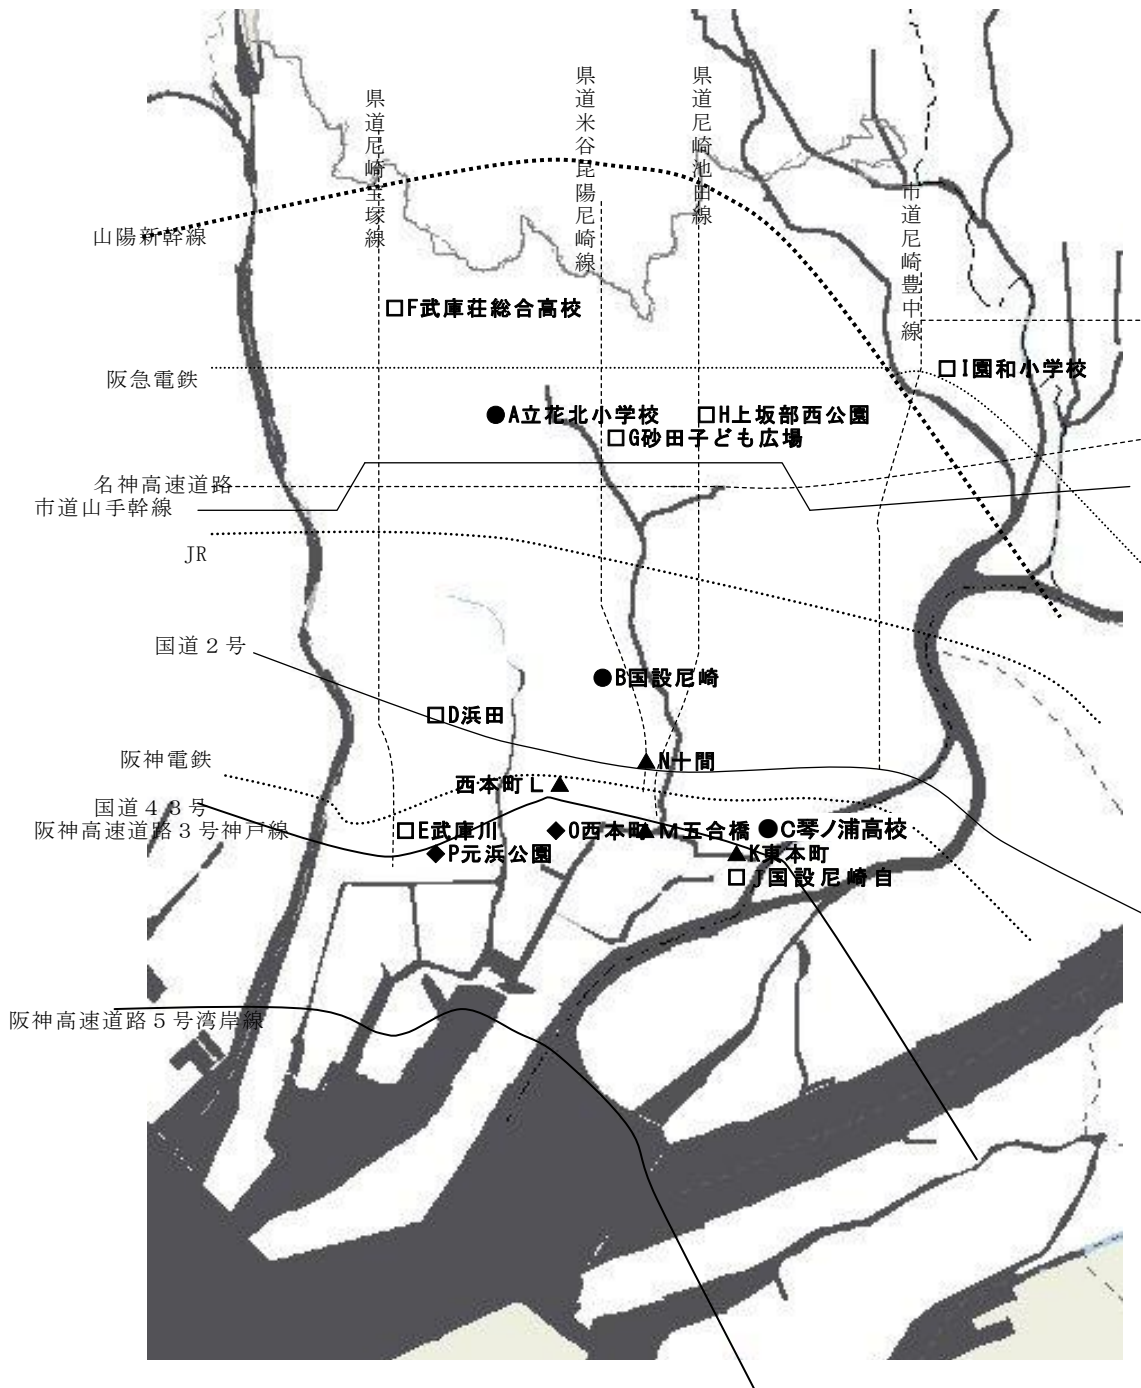 県道尼崎宝塚線
県道米谷昆陽尼崎線
県道尼崎池田線
市道尼崎豊中線
山陽新幹線
□F武庫荘総合高校
阪急電鉄
□I園和小学校
●A立花北小学校
□H上坂部西公園
□G砂田子ども広場
名神高速道路
市道山手幹線
JR
国道２号
●B国設尼崎
□D浜田
阪神電鉄
▲N十間
西本町L▲
国道４３号
阪神高速道路３号神戸線
□E武庫川
◆O西本町
▲M五合橋
●C琴ノ浦高校
◆P元浜公園
▲K東本町
□J国設尼崎自
阪神高速道路５号湾岸線